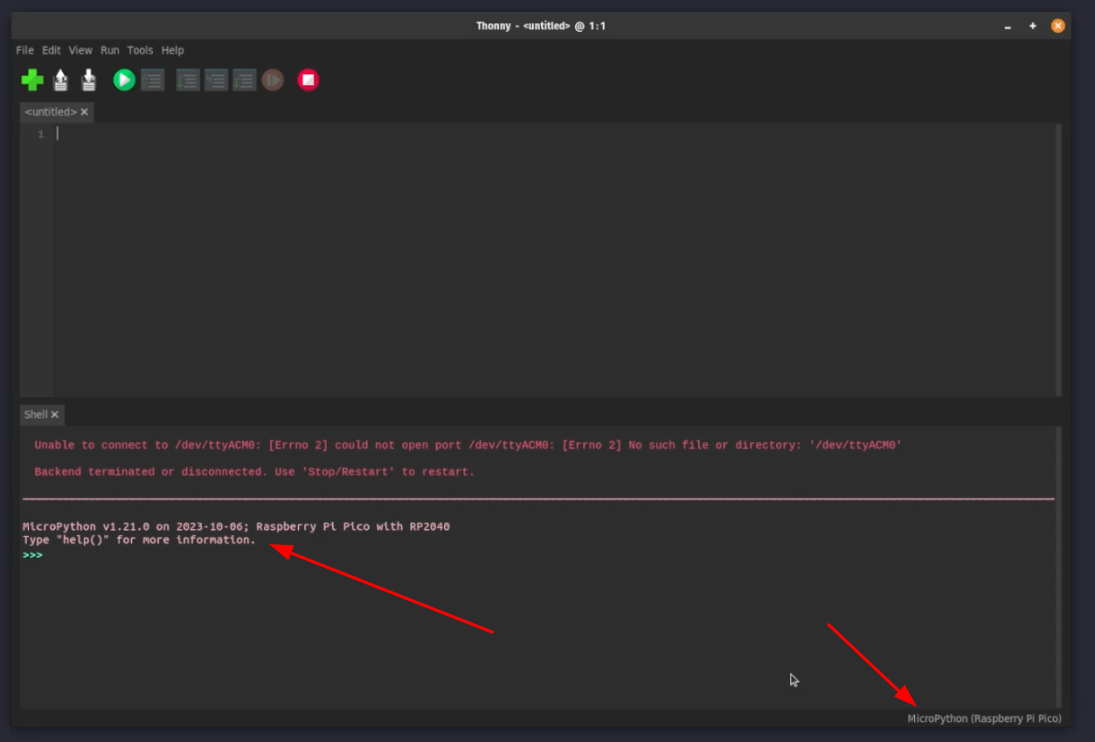 Thonny - <untitled> @ 1:1
File Edit View Run Tools Help
<untitled> ×
1
Shell ×
Unable to connect to /dev/ttyACM0: [Errno 2] could not open port /dev/ttyACM0: [Errno 2] No such file or directory: '/dev/ttyACM0'
Backend terminated or disconnected. Use 'Stop/Restart' to restart.
MicroPython v1.21.0 on 2023-10-06; Raspberry Pi Pico with RP2040
Type "help()" for more information.
>>>
MicroPython (Raspberry Pi Pico)